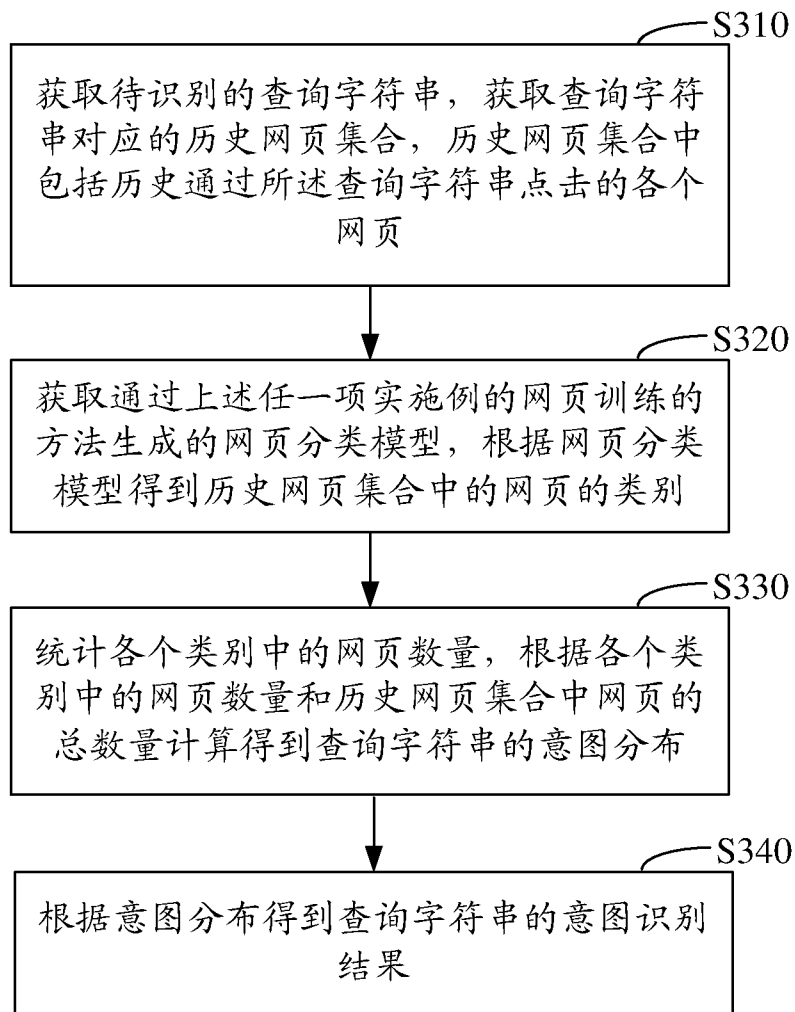 S310
获取待识别的查询字符串，获取查询字符
串对应的历史网页集合，历史网页集合中
包括历史通过所述查询字符串点击的各个
网页
S320
获取通过上述任一项实施例的网页训练的
方法生成的网页分类模型，根据网页分类
模型得到历史网页集合中的网页的类别
S330
统计各个类别中的网页数量，根据各个类
别中的网页数量和历史网页集合中网页的
总数量计算得到查询字符串的意图分布
S340
根据意图分布得到查询字符串的意图识别
结果